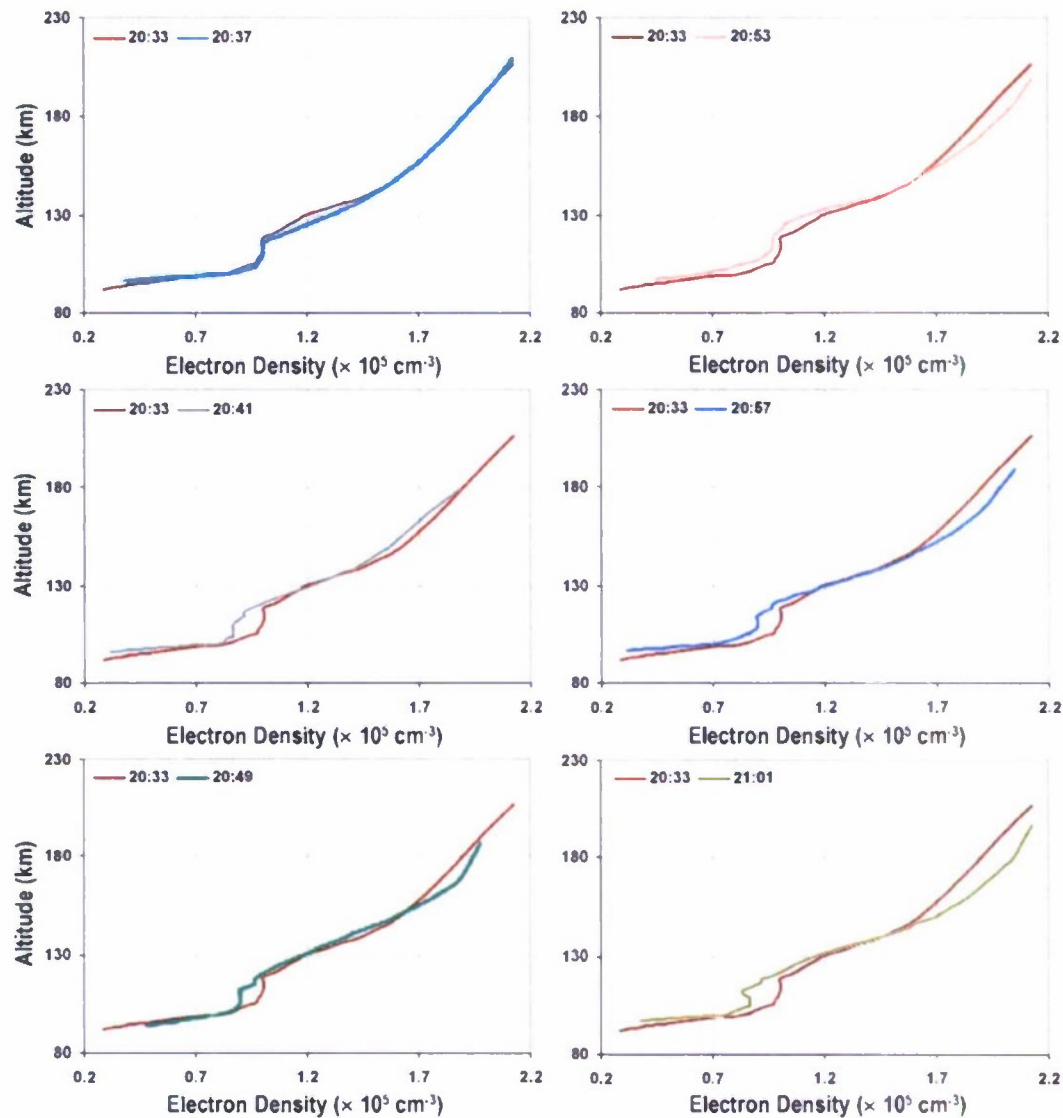 20:33 20:37
230
180
130
80
Altitude (km)
0.2 0.7 1.2 1.7 2.2
Electron Density (× 10⁵ cm⁻³)
20:33 20:53
230
180
130
80
0.2 0.7 1.2 1.7 2.2
Electron Density (× 10⁵ cm⁻³)
20:33 20:41
230
180
130
80
Altitude (km)
0.2 0.7 1.2 1.7 2.2
Electron Density (× 10⁵ cm⁻³)
20:33 20:57
230
180
130
80
0.2 0.7 1.2 1.7 2.2
Electron Density (× 10⁵ cm⁻³)
20:33 20:49
230
180
130
80
Altitude (km)
0.2 0.7 1.2 1.7 2.2
Electron Density (× 10⁵ cm⁻³)
20:33 21:01
230
180
130
80
0.2 0.7 1.2 1.7 2.2
Electron Density (× 10⁵ cm⁻³)